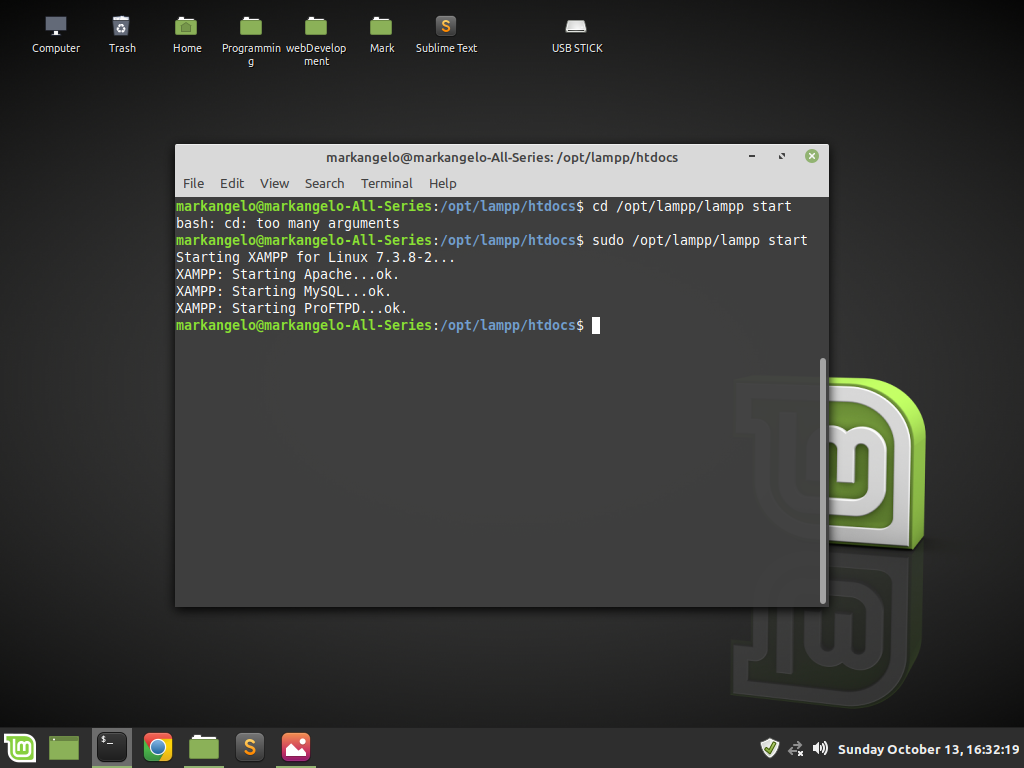 Computer
Trash
Home
Programmin
g
webDevelop
ment
Mark
Sublime Text
USB STICK
markangelo@markangelo-All-Series: /opt/lampp/htdocs
File Edit View Search Terminal Help
markangelo@markangelo-All-Series:/opt/lampp/htdocs$ cd /opt/lampp/lampp start
bash: cd: too many arguments
markangelo@markangelo-All-Series:/opt/lampp/htdocs$ sudo /opt/lampp/lampp start
Starting XAMPP for Linux 7.3.8-2...
XAMPP: Starting Apache...ok.
XAMPP: Starting MySQL...ok.
XAMPP: Starting ProFTPD...ok.
markangelo@markangelo-All-Series:/opt/lampp/htdocs$
Sunday October 13, 16:32:19